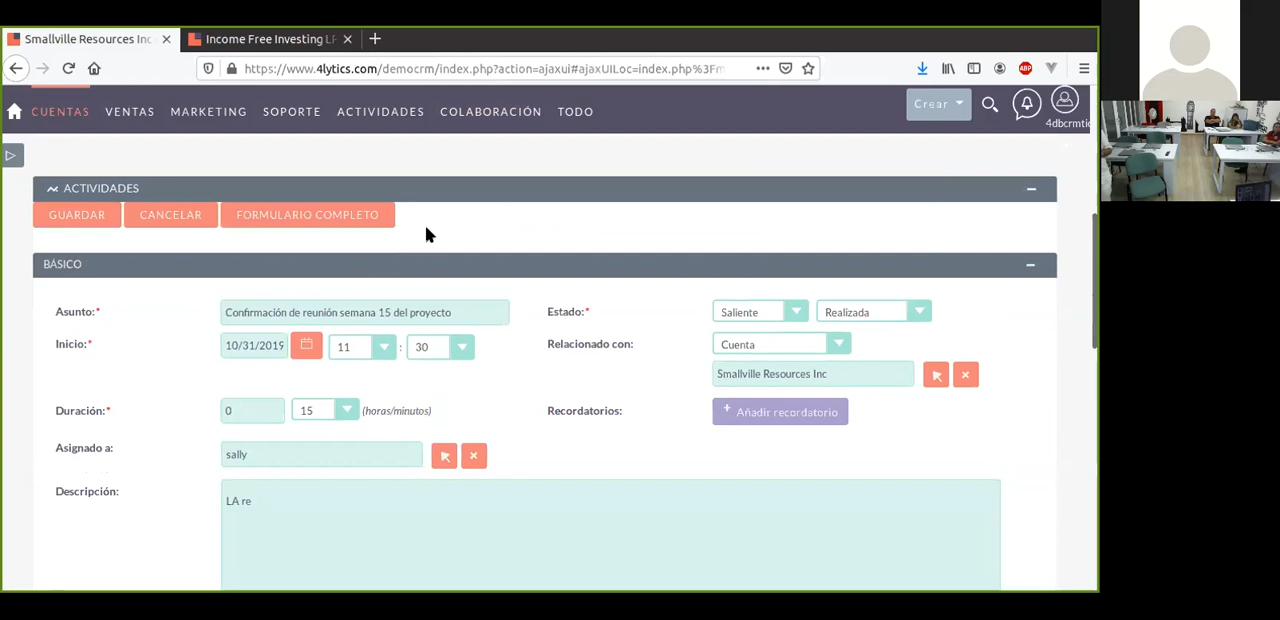 Smallville Resources Inc
Income Free Investing LP
https://www.4lytics.com/democrm/index.php?action=ajaxui#ajaxUILoc=index.php%3Fm
ABP
CUENTAS VENTAS MARKETING SOPORTE ACTIVIDADES COLABORACIÓN TODO
Crear
4dbcrmtic
ACTIVIDADES
GUARDAR CANCELAR FORMULARIO COMPLETO
BÁSICO
Asunto:* Confirmación de reunión semana 15 del proyecto Estado:* Saliente Realizada
Inicio:* 10/31/2019 11 : 30 Relacionado con: Cuenta
Smallville Resources Inc
Duración:* 0 15 (horas/minutos) Recordatorios: + Añadir recordatorio
Asignado a: sally
Descripción: LA re